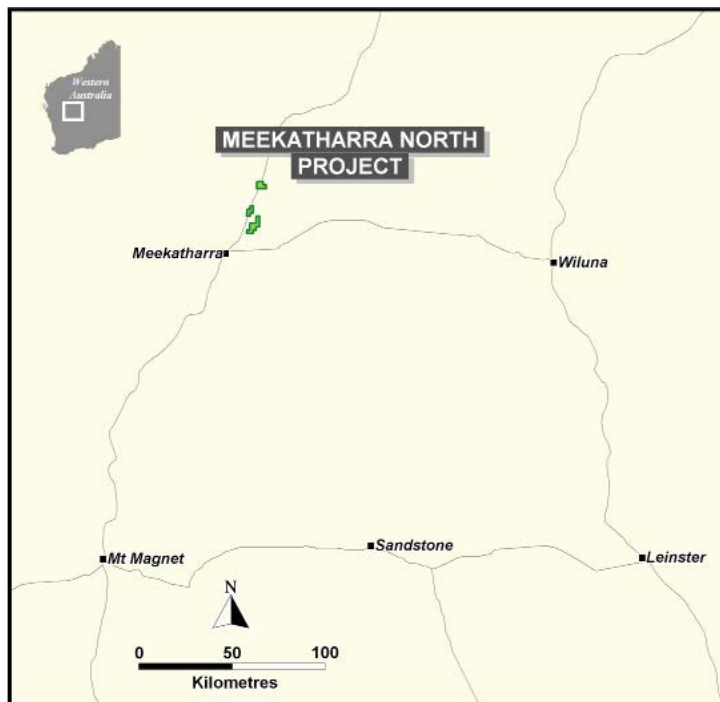 Western
Australia
MEEKATHARRA NORTH
PROJECT
Meekatharra
Wiluna
Sandstone
Mt Magnet
Leinster
N
0 50 100
Kilometres